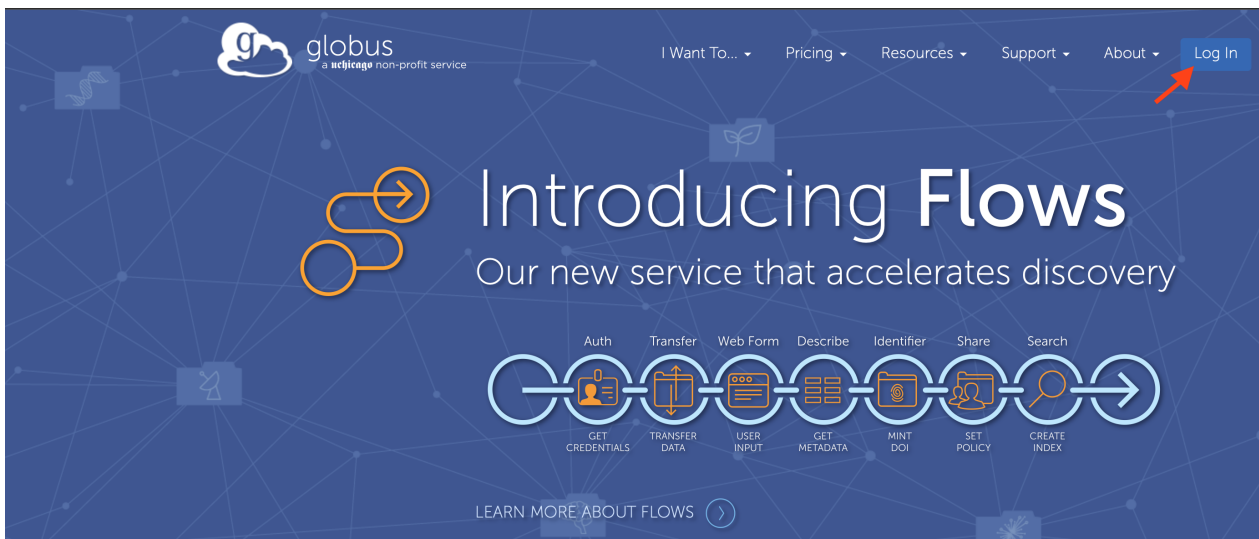 g globus
a uchicago non-profit service
I Want To... Pricing Resources Support About Log In
Introducing Flows
Our new service that accelerates discovery
Auth Transfer Web Form Describe Identifier Share Search
GET CREDENTIALS TRANSFER DATA USER INPUT GET METADATA MINT DOI SET POLICY CREATE INDEX
LEARN MORE ABOUT FLOWS